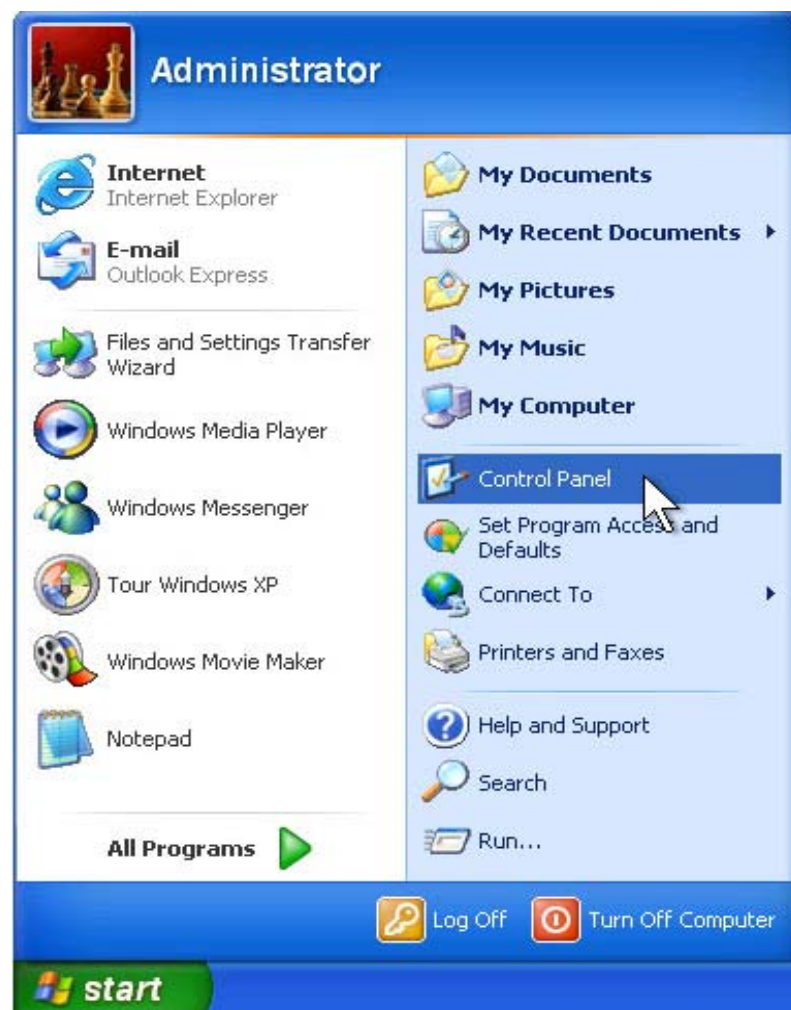 Administrator
Internet
Internet Explorer
E-mail
Outlook Express
Files and Settings Transfer
Wizard
Windows Media Player
Windows Messenger
Tour Windows XP
Windows Movie Maker
Notepad
All Programs
My Documents
My Recent Documents
My Pictures
My Music
My Computer
Control Panel
Set Program Access and
Defaults
Connect To
Printers and Faxes
Help and Support
Search
Run...
Log Off
Turn Off Computer
start